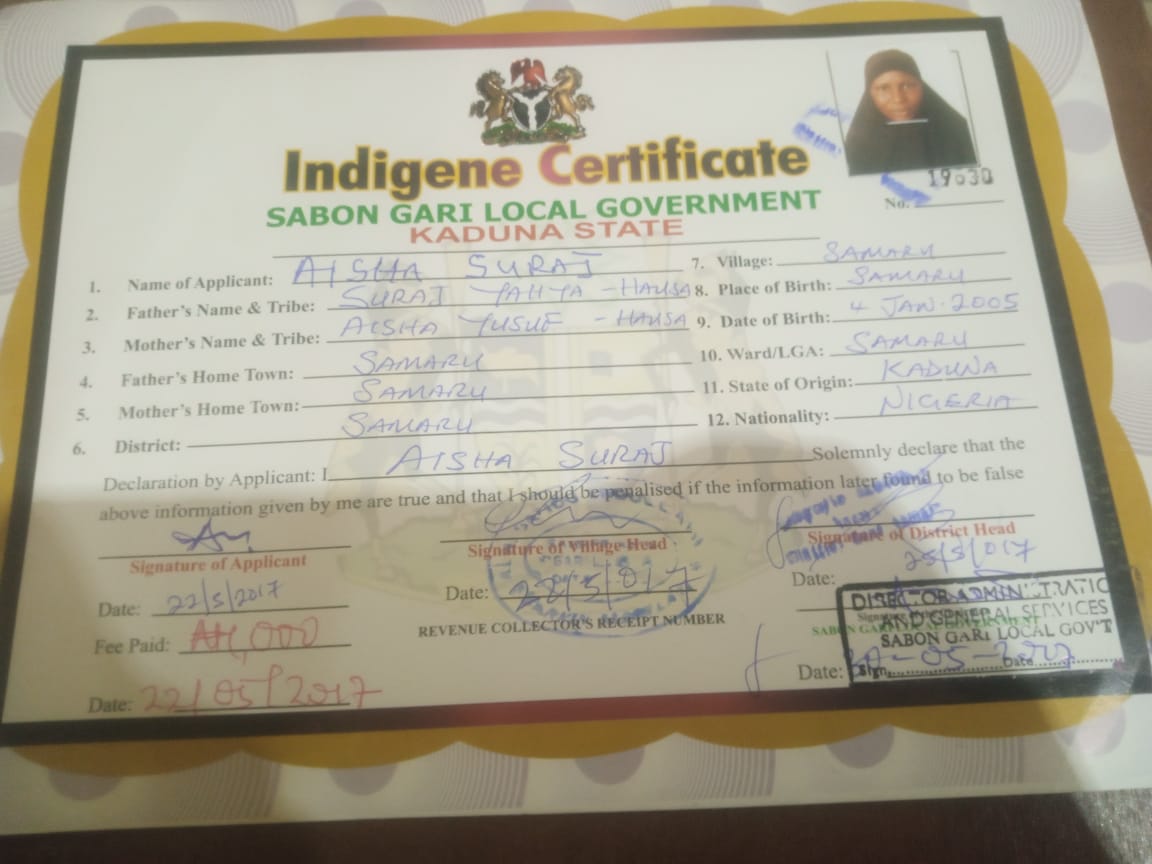 19030
No.
Indigene Certificate
SABON GARI LOCAL GOVERNMENT
KADUNA STATE
1. Name of Applicant: AISHA SURAJ
2. Father's Name & Tribe: SURAJ YAHYA - HAUSA
3. Mother's Name & Tribe: AISHA YUSUF - HAUSA
4. Father's Home Town: SAMARU
5. Mother's Home Town: SAMARU
6. District: SAMARU
7. Village: SAMARU
8. Place of Birth: SAMARU
9. Date of Birth: 4 JAN. 2005
10. Ward/LGA: SAMARU
11. State of Origin: KADUNA
12. Nationality: NIGERIA
Declaration by Applicant: I AISHA SURAJ Solemnly declare that the
above information given by me are true and that I should be penalised if the information later found to be false
Signature of Applicant
Date: 22/5/2017
Fee Paid:
Date: 22/05/2017
Signature of Village Head
Date:
REVENUE COLLECTOR'S RECEIPT NUMBER
Signature of District Head
Date:
DIRECTOR ADMINISTRATIO
AND GENERAL SERVICES
SABON GARI LOCAL GOV'T
Date:
Sign. Date